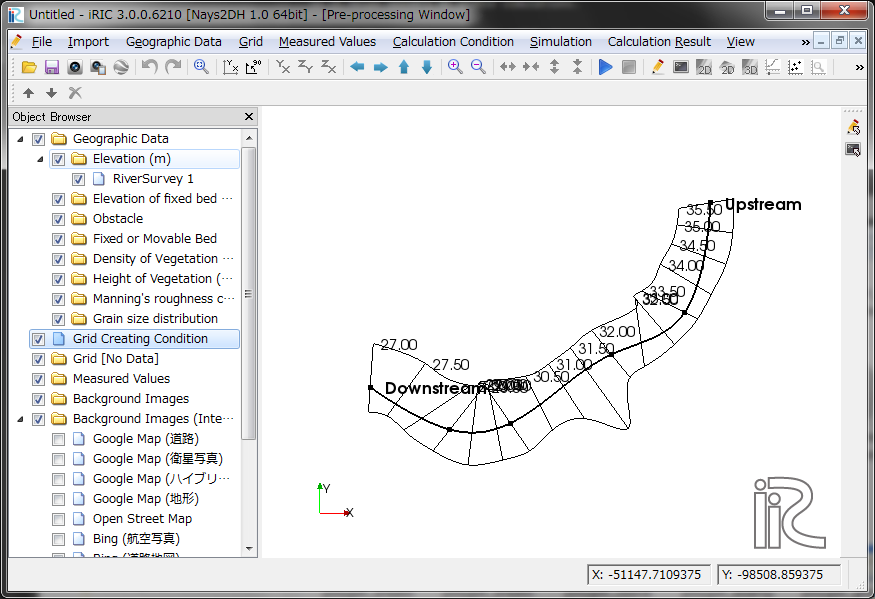 Untitled - iRIC 3.0.0.6210 [Nays2DH 1.0 64bit] - [Pre-processing Window]
File Import Geographic Data Grid Measured Values Calculation Condition Simulation Calculation Result View »
Object Browser
Geographic Data
Elevation (m)
RiverSurvey 1
Elevation of fixed bed ...
Obstacle
Fixed or Movable Bed
Density of Vegetation ...
Height of Vegetation (...
Manning's roughness c...
Grain size distribution
Grid Creating Condition
Grid [No Data]
Measured Values
Background Images
Background Images (Inte...
Google Map (道路)
Google Map (衛星写真)
Google Map (ハイブリ...
Google Map (地形)
Open Street Map
Bing (航空写真)
Bing (道路地図)
35.50
Upstream
35.00
34.50
34.00
33.50
32.00
31.50
31.00
30.50
27.00
27.50
Downstream
Y
X
iRIC
X: -51147.7109375
Y: -98508.859375